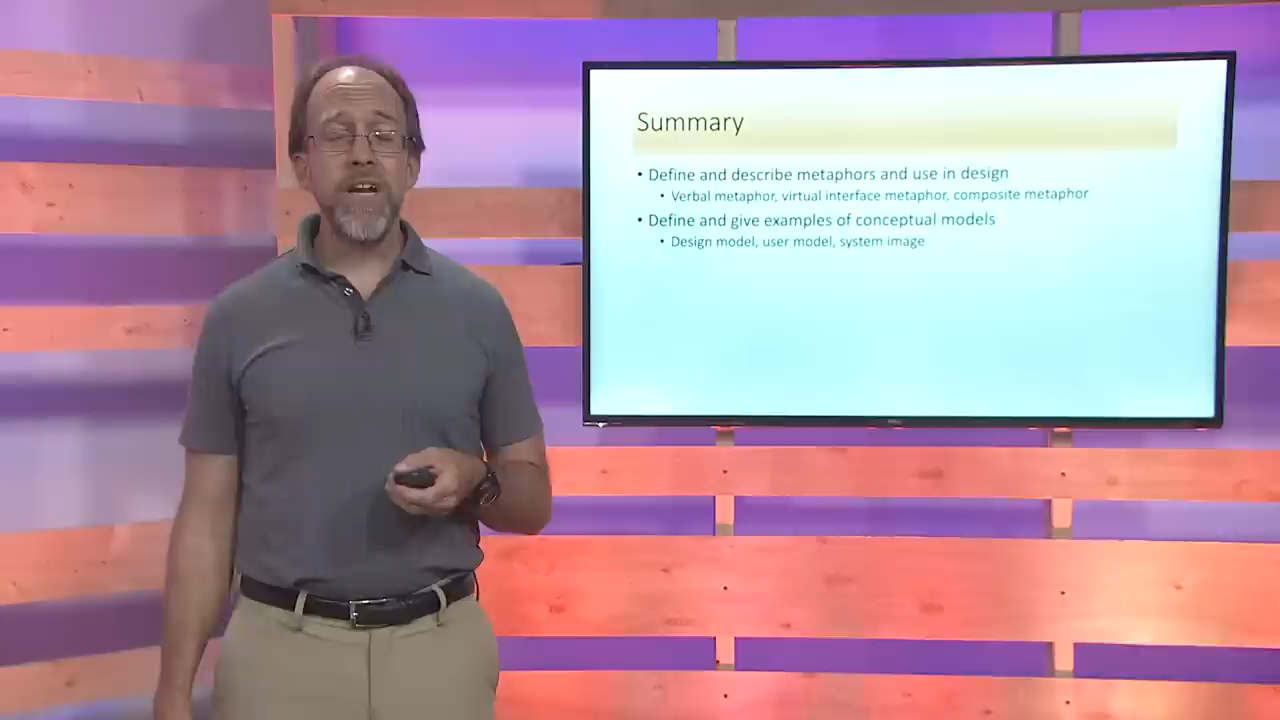 Summary
• Define and describe metaphors and use in design
• Verbal metaphor, virtual interface metaphor, composite metaphor
• Define and give examples of conceptual models
• Design model, user model, system image